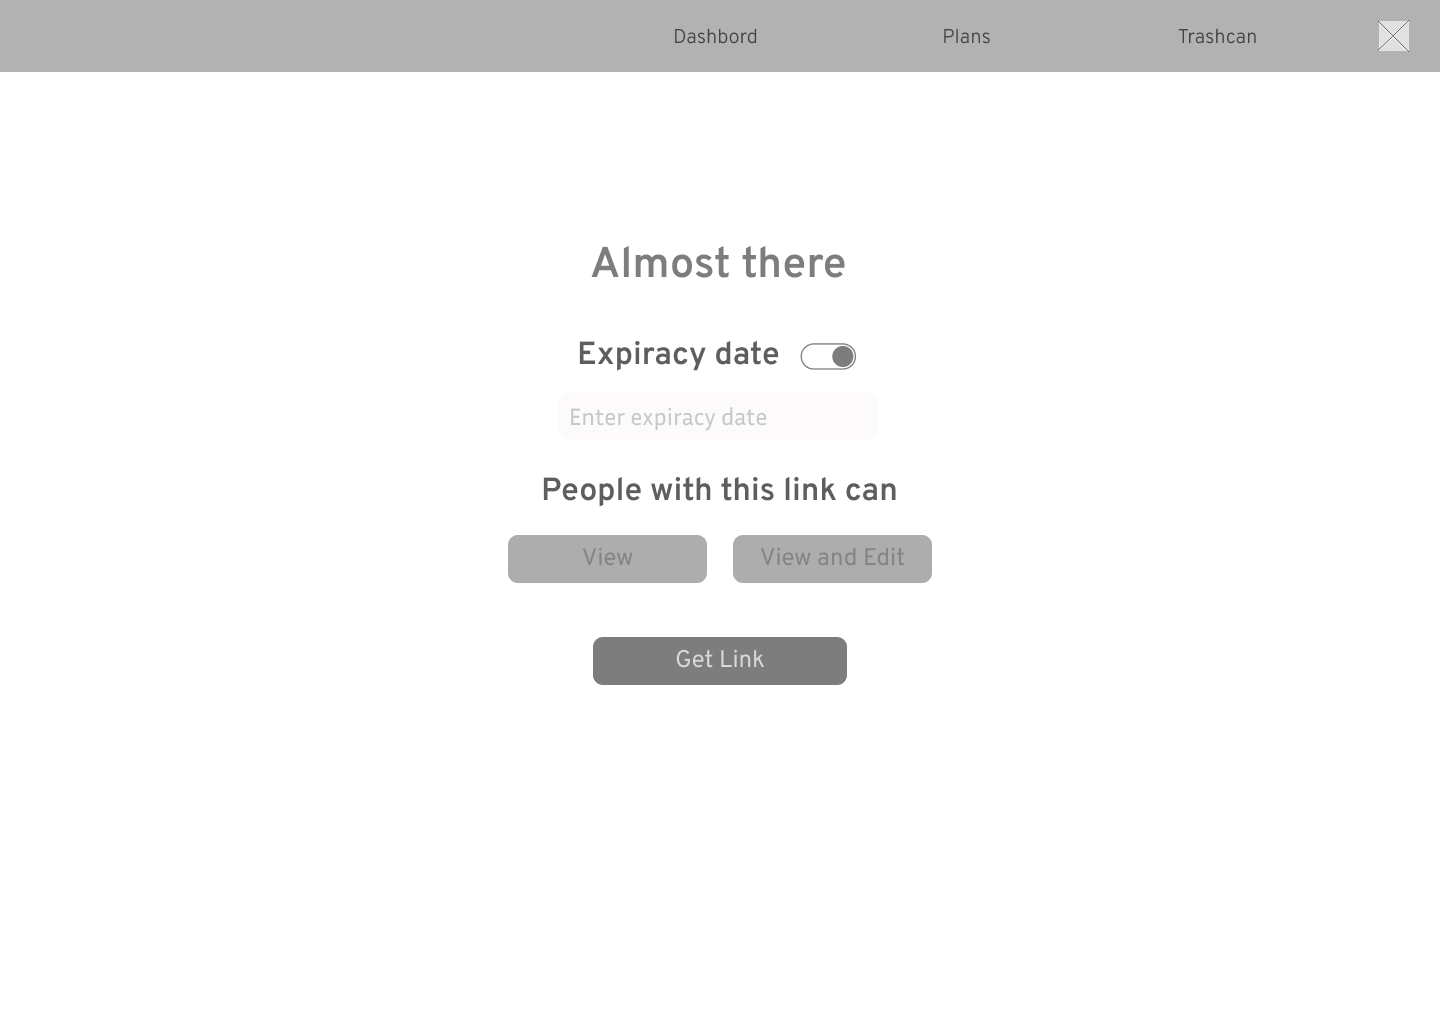 Dashbord Plans Trashcan
Almost there
Expiracy date
Enter expiracy date
People with this link can
View View and Edit
Get Link